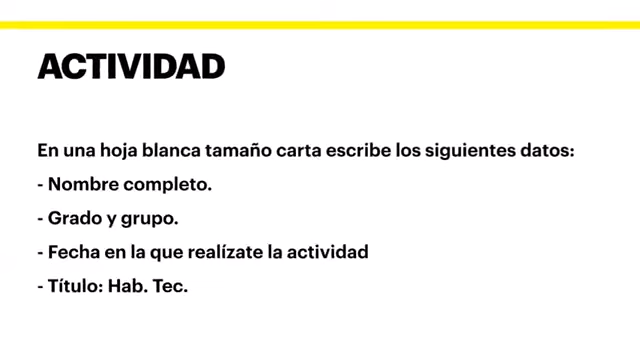 ACTIVIDAD
En una hoja blanca tamaño carta escribe los siguientes datos:
- Nombre completo.
- Grado y grupo.
- Fecha en la que realízate la actividad
- Título: Hab. Tec.